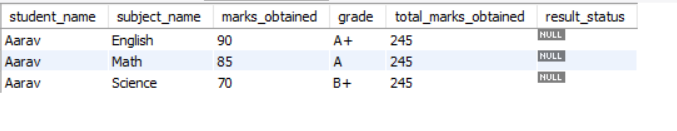 student_name subject_name marks_obtained grade total_marks_obtained result_status
Aarav English 90 A+ 245 NULL
Aarav Math 85 A 245 NULL
Aarav Science 70 B+ 245 NULL